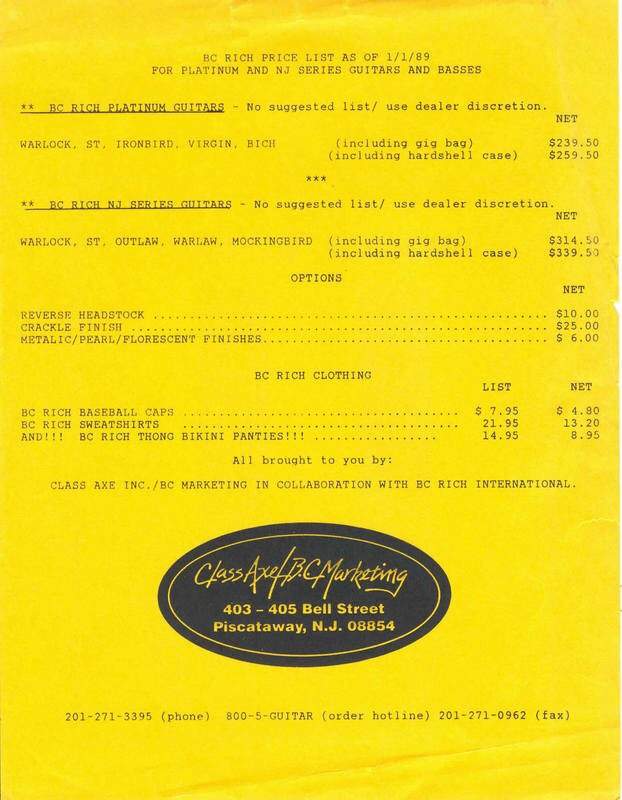 BC RICH PRICE LIST AS OF 1/1/89
FOR PLATINUM AND NJ SERIES GUITARS AND BASSES
** BC RICH PLATINUM GUITARS - No suggested list/ use dealer discretion.
NET
WARLOCK, ST, IRONBIRD, VIRGIN, BICH (including gig bag) $239.50
(including hardshell case) $259.50
***
** BC RICH NJ SERIES GUITARS - No suggested list/ use dealer discretion.
NET
WARLOCK, ST, OUTLAW, WARLAW, MOCKINGBIRD (including gig bag) $314.50
(including hardshell case) $339.50
OPTIONS
NET
REVERSE HEADSTOCK ................................................... $10.00
CRACKLE FINISH ...................................................... $25.00
METALIC/PEARL/FLORESCENT FINISHES..................................... $ 6.00
BC RICH CLOTHING
LIST NET
BC RICH BASEBALL CAPS .................................... $ 7.95 $ 4.80
BC RICH SWEATSHIRTS .................................... 21.95 13.20
AND!!! BC RICH THONG BIKINI PANTIES!!! ................ 14.95 8.95
All brought to you by:
CLASS AXE INC./BC MARKETING IN COLLABORATION WITH BC RICH INTERNATIONAL.
Class Axe/B.C. Marketing
403 - 405 Bell Street
Piscataway, N.J. 08854
201-271-3395 (phone) 800-5-GUITAR (order hotline) 201-271-0962 (fax)